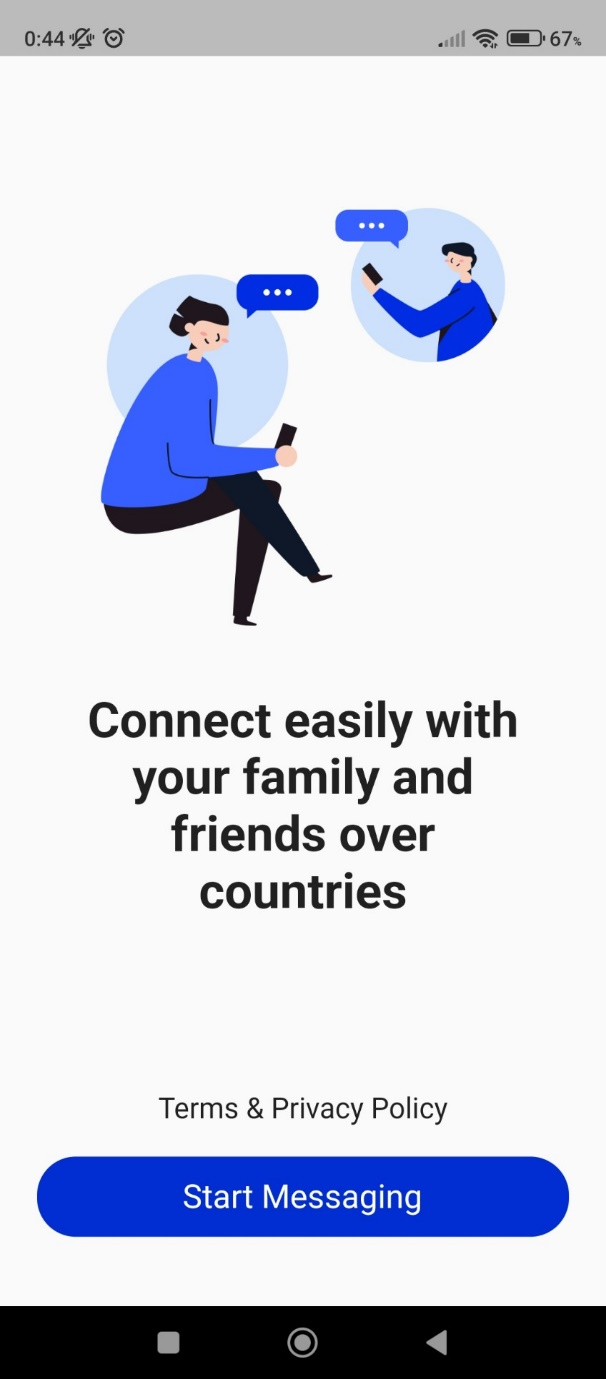 0:44
67%
Connect easily with
your family and
friends over
countries
Terms & Privacy Policy
Start Messaging